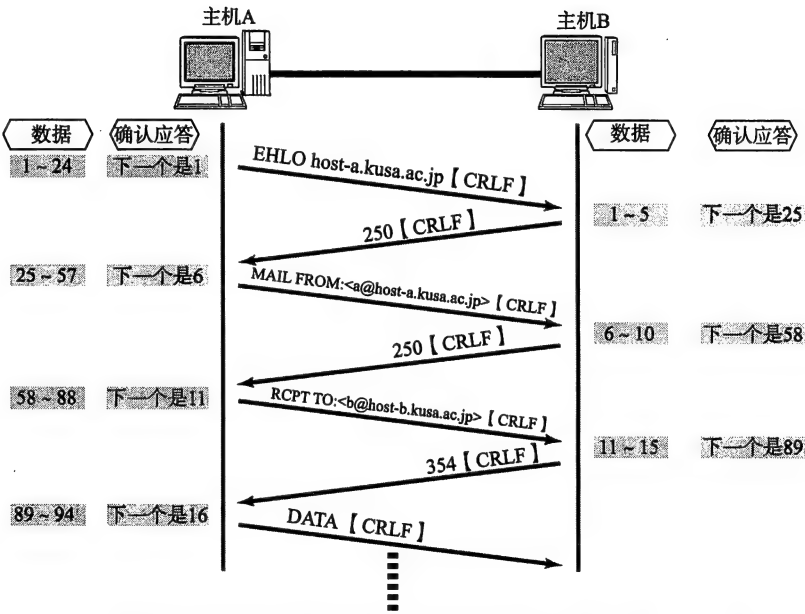 主机A
主机B
数据
确认应答
数据
确认应答
1~24
下一个是1
EHLO host-a.kusa.ac.jp【CRLF】
1~5
下一个是25
250【CRLF】
25~57
下一个是6
MAIL FROM:<a@host-a.kusa.ac.jp>【CRLF】
6~10
下一个是58
250【CRLF】
58~88
下一个是11
RCPT TO:<b@host-b.kusa.ac.jp>【CRLF】
11~15
下一个是89
354【CRLF】
89~94
下一个是16
DATA【CRLF】